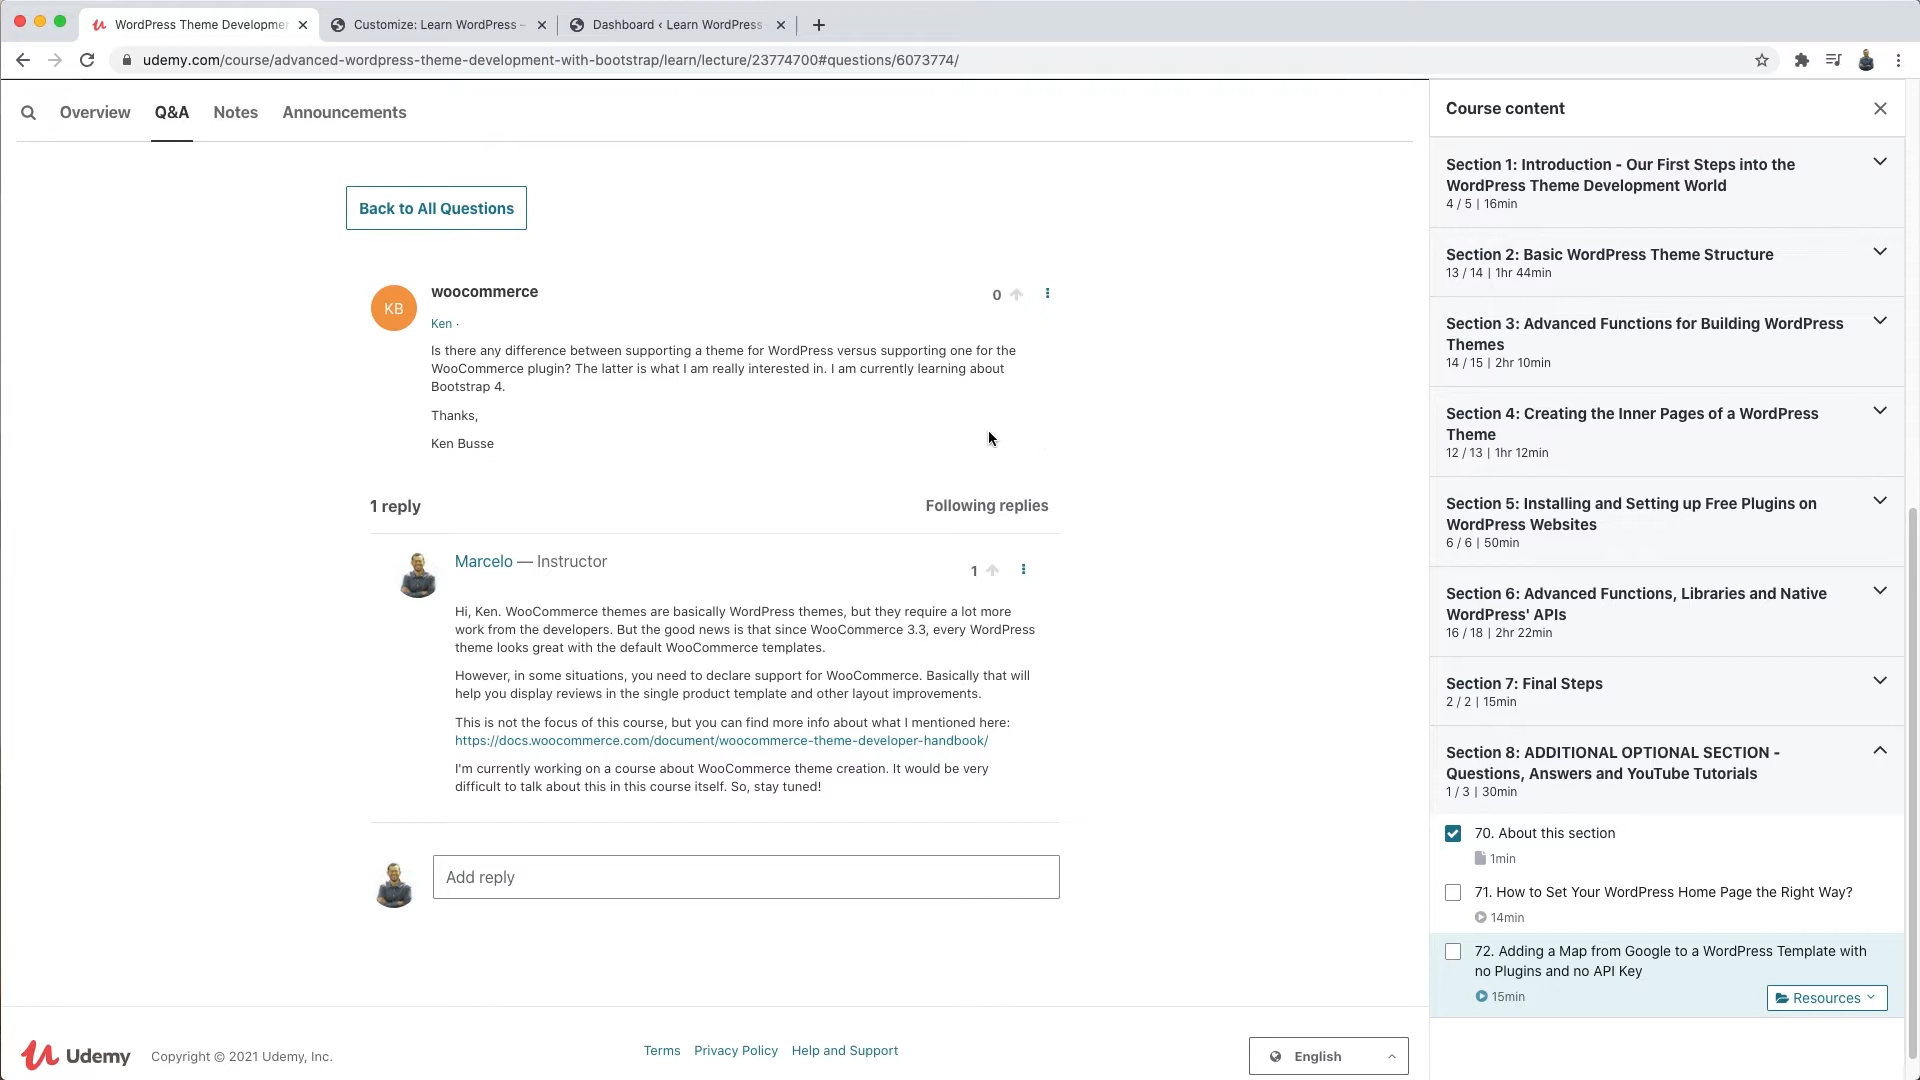 WordPress Theme Developmen
Customize: Learn WordPress –
Dashboard ‹ Learn WordPress
udemy.com/course/advanced-wordpress-theme-development-with-bootstrap/learn/lecture/23774700#questions/6073774/
Overview
Q&A
Notes
Announcements
Back to All Questions
KB
woocommerce
0
Ken ·
Is there any difference between supporting a theme for WordPress versus supporting one for the
WooCommerce plugin? The latter is what I am really interested in. I am currently learning about
Bootstrap 4.
Thanks,
Ken Busse
1 reply
Following replies
Marcelo — Instructor
1
Hi, Ken. WooCommerce themes are basically WordPress themes, but they require a lot more
work from the developers. But the good news is that since WooCommerce 3.3, every WordPress
theme looks great with the default WooCommerce templates.
However, in some situations, you need to declare support for WooCommerce. Basically that will
help you display reviews in the single product template and other layout improvements.
This is not the focus of this course, but you can find more info about what I mentioned here:
https://docs.woocommerce.com/document/woocommerce-theme-developer-handbook/
I'm currently working on a course about WooCommerce theme creation. It would be very
difficult to talk about this in this course itself. So, stay tuned!
Add reply
Udemy
Copyright © 2021 Udemy, Inc.
Terms
Privacy Policy
Help and Support
English
Course content
Section 1: Introduction - Our First Steps into the
WordPress Theme Development World
4 / 5 | 16min
Section 2: Basic WordPress Theme Structure
13 / 14 | 1hr 44min
Section 3: Advanced Functions for Building WordPress
Themes
14 / 15 | 2hr 10min
Section 4: Creating the Inner Pages of a WordPress
Theme
12 / 13 | 1hr 12min
Section 5: Installing and Setting up Free Plugins on
WordPress Websites
6 / 6 | 50min
Section 6: Advanced Functions, Libraries and Native
WordPress' APIs
16 / 18 | 2hr 22min
Section 7: Final Steps
2 / 2 | 15min
Section 8: ADDITIONAL OPTIONAL SECTION -
Questions, Answers and YouTube Tutorials
1 / 3 | 30min
70. About this section
1min
71. How to Set Your WordPress Home Page the Right Way?
14min
72. Adding a Map from Google to a WordPress Template with
no Plugins and no API Key
15min
Resources